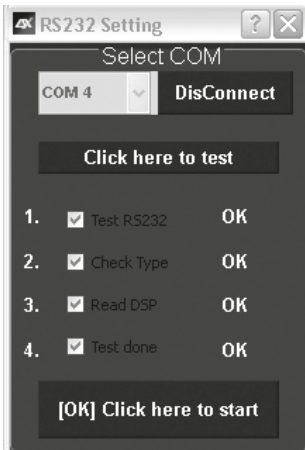 RS232 Setting
Select COM
COM 4 DisConnect
Click here to test
1. Test RS232 OK
2. Check Type OK
3. Read DSP OK
4. Test done OK
[OK] Click here to start